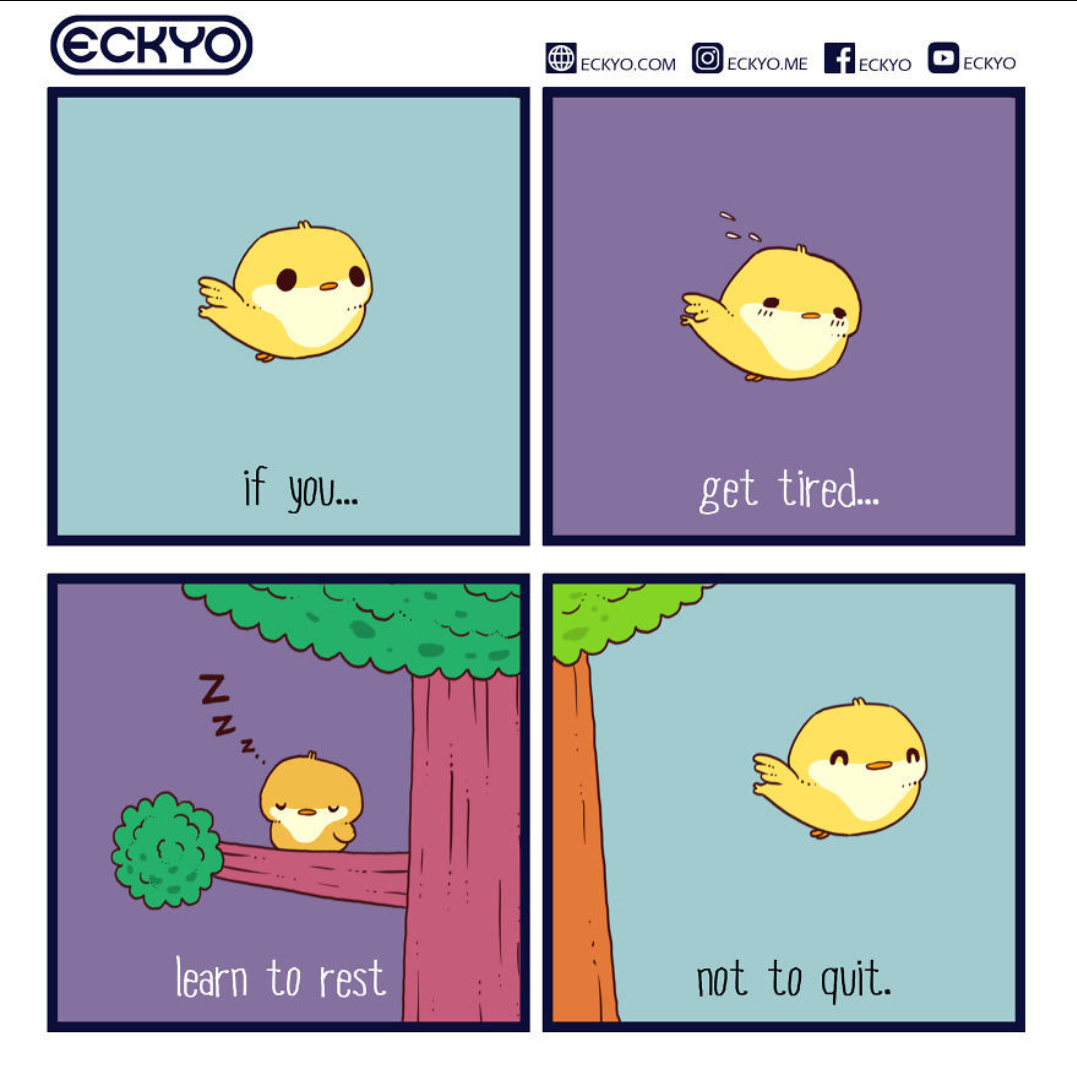 ECKYO
ECKYO.COM ECKYO.ME ECKYO ECKYO
if you...
get tired...
Z
Z
Z...
learn to rest
not to quit.